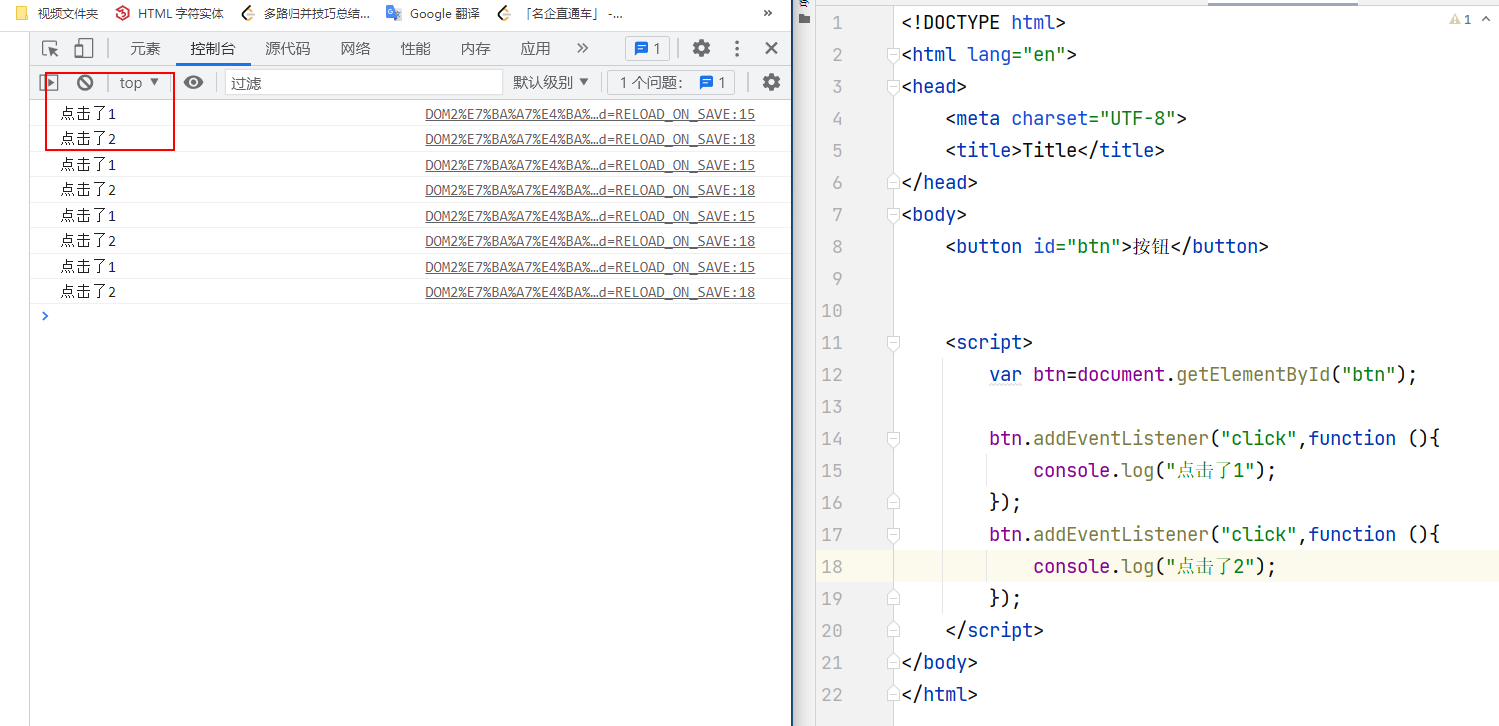 视频文件夹 HTML 字符实体 多路归并技巧总结... Google 翻译 「名企直通车」 -... »
元素 控制台 源代码 网络 性能 内存 应用 » 1
top ▼ 过滤 默认级别 ▼ 1 个问题: 1
点击了1 DOM2%E7%BA%A7%E4%BA%…d=RELOAD_ON_SAVE:15
点击了2 DOM2%E7%BA%A7%E4%BA%…d=RELOAD_ON_SAVE:18
点击了1 DOM2%E7%BA%A7%E4%BA%…d=RELOAD_ON_SAVE:15
点击了2 DOM2%E7%BA%A7%E4%BA%…d=RELOAD_ON_SAVE:18
点击了1 DOM2%E7%BA%A7%E4%BA%…d=RELOAD_ON_SAVE:15
点击了2 DOM2%E7%BA%A7%E4%BA%…d=RELOAD_ON_SAVE:18
点击了1 DOM2%E7%BA%A7%E4%BA%…d=RELOAD_ON_SAVE:15
点击了2 DOM2%E7%BA%A7%E4%BA%…d=RELOAD_ON_SAVE:18
1 <!DOCTYPE html> 1
2 <html lang="en">
3 <head>
4 <meta charset="UTF-8">
5 <title>Title</title>
6 </head>
7 <body>
8 <button id="btn">按钮</button>
9
10
11 <script>
12 var btn=document.getElementById("btn");
13
14 btn.addEventListener("click",function (){
15 console.log("点击了1");
16 });
17 btn.addEventListener("click",function (){
18 console.log("点击了2");
19 });
20 </script>
21 </body>
22 </html>